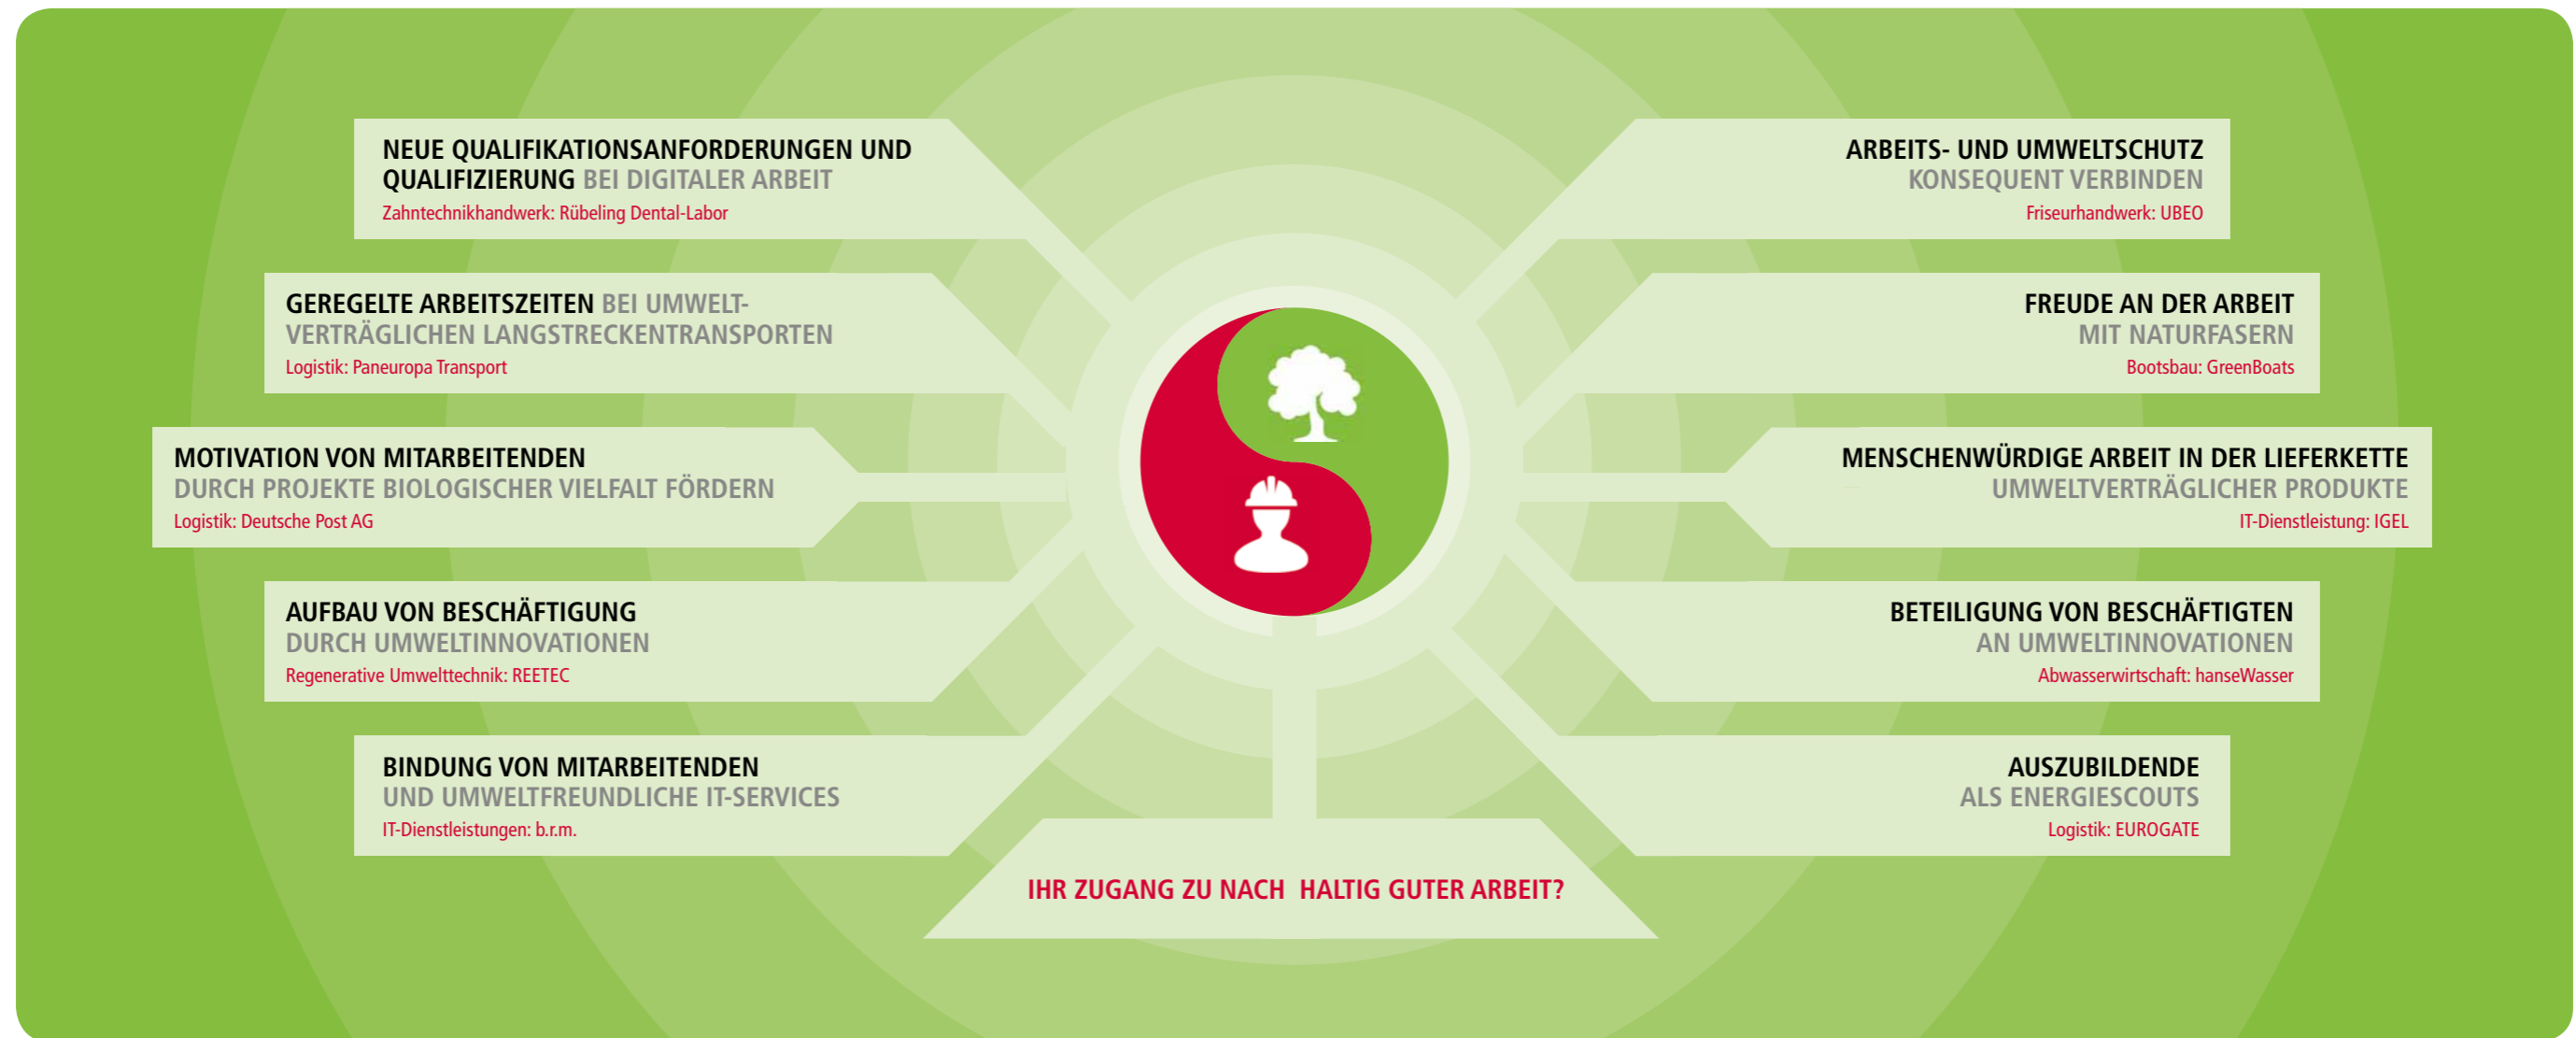 NEUE QUALIFIKATIONSANFORDERUNGEN UND
QUALIFIZIERUNG BEI DIGITALER ARBEIT
Zahntechnikhandwerk: Rübeling Dental-Labor
GEREGELTE ARBEITSZEITEN BEI UMWELT-
VERTRÄGLICHEN LANGSTRECKENTRANSPORTEN
Logistik: Paneuropa Transport
MOTIVATION VON MITARBEITENDEN
DURCH PROJEKTE BIOLOGISCHER VIELFALT FÖRDERN
Logistik: Deutsche Post AG
AUFBAU VON BESCHÄFTIGUNG
DURCH UMWELTINNOVATIONEN
Regenerative Umwelttechnik: REETEC
BINDUNG VON MITARBEITENDEN
UND UMWELTFREUNDLICHE IT-SERVICES
IT-Dienstleistungen: b.r.m.
ARBEITS- UND UMWELTSCHUTZ
KONSEQUENT VERBINDEN
Friseurhandwerk: UBEO
FREUDE AN DER ARBEIT
MIT NATURFASERN
Bootsbau: GreenBoats
MENSCHENWÜRDIGE ARBEIT IN DER LIEFERKETTE
UMWELTVERTRÄGLICHER PRODUKTE
IT-Dienstleistung: IGEL
BETEILIGUNG VON BESCHÄFTIGTEN
AN UMWELTINNOVATIONEN
Abwasserwirtschaft: hanseWasser
AUSZUBILDENDE
ALS ENERGIESCOUTS
Logistik: EUROGATE
IHR ZUGANG ZU NACH HALTIG GUTER ARBEIT?